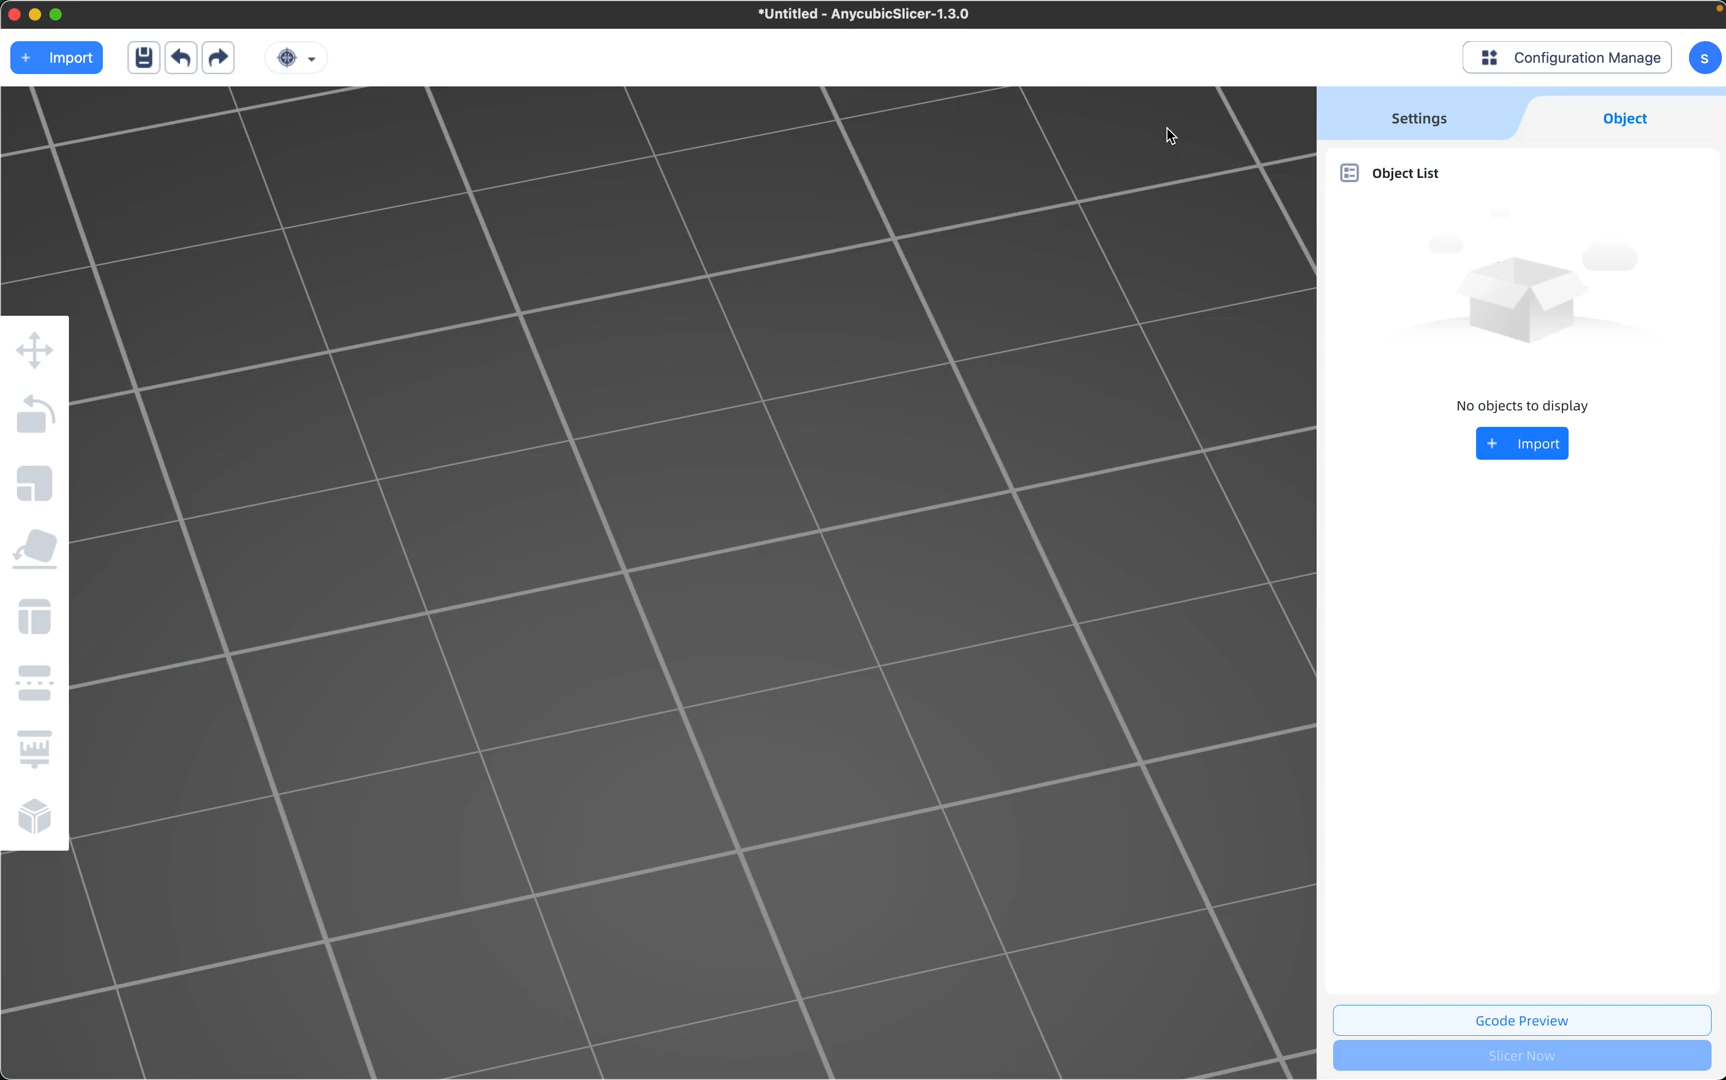 *Untitled - AnycubicSlicer-1.3.0
+ Import
Configuration Manage
S
Settings
Object
Object List
No objects to display
+ Import
Gcode Preview
Slicer Now